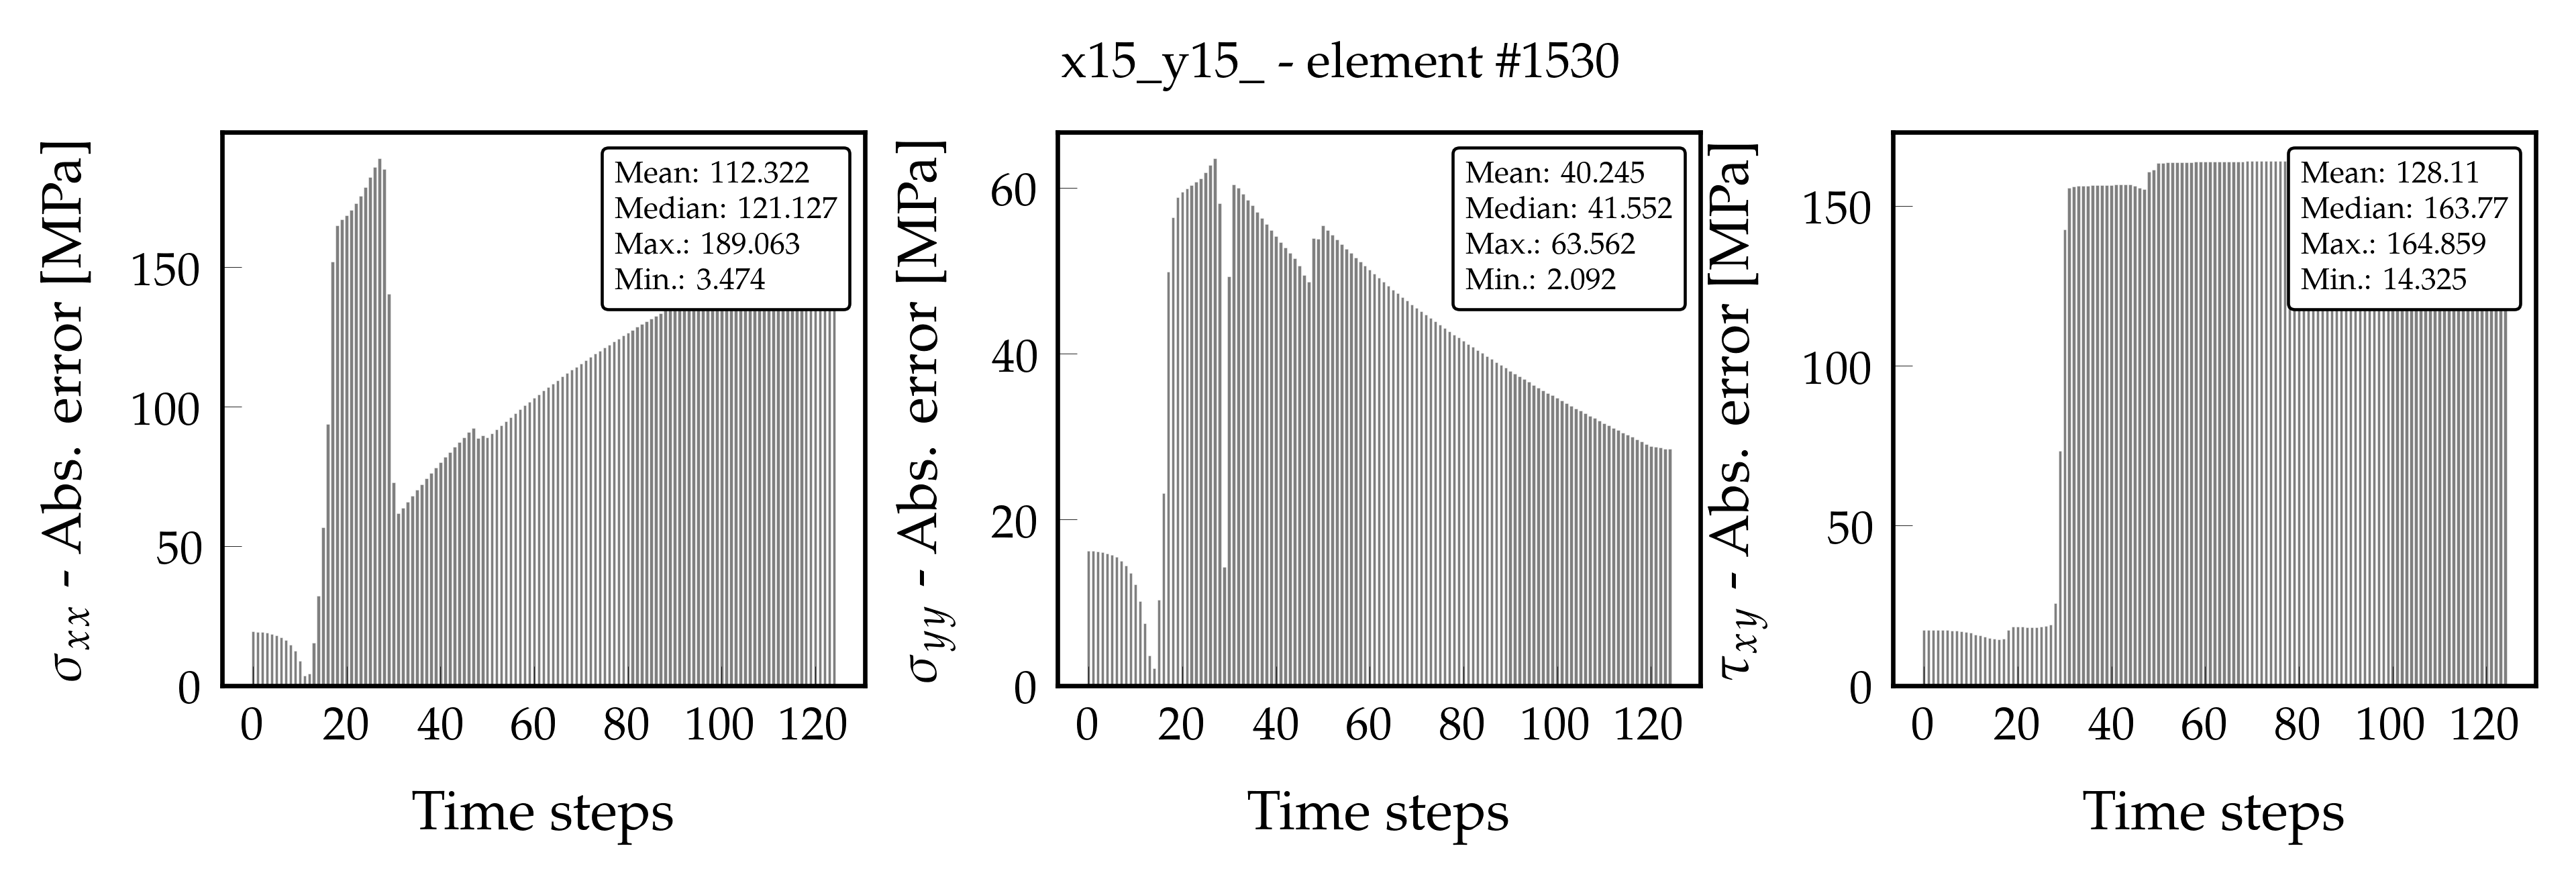 x15_y15_ - element #1530
σxx - Abs. error [MPa]
150
100
50
0
Mean: 112.322
Median: 121.127
Max.: 189.063
Min.: 3.474
0 20 40 60 80 100 120
Time steps
σyy - Abs. error [MPa]
60
40
20
0
Mean: 40.245
Median: 41.552
Max.: 63.562
Min.: 2.092
0 20 40 60 80 100 120
Time steps
τxy - Abs. error [MPa]
150
100
50
0
Mean: 128.11
Median: 163.77
Max.: 164.859
Min.: 14.325
0 20 40 60 80 100 120
Time steps